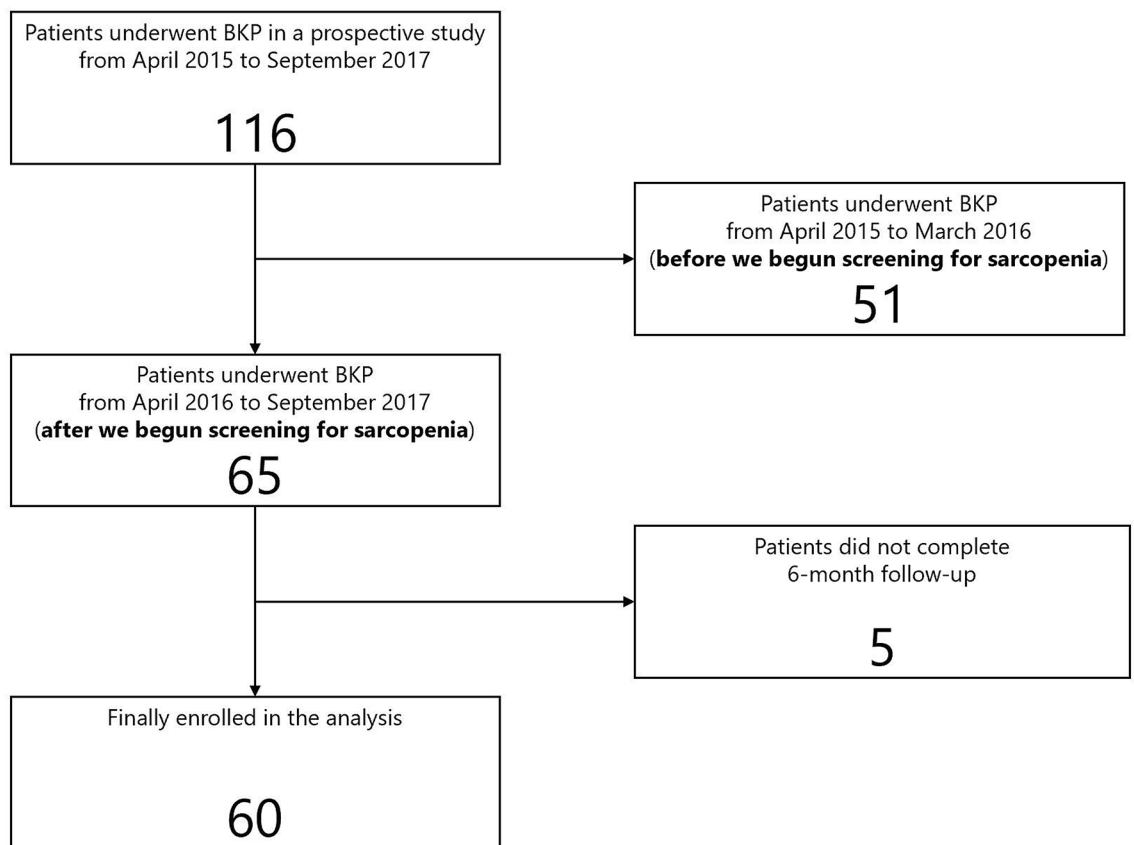 Patients underwent BKP in a prospective study
from April 2015 to September 2017
116
Patients underwent BKP
from April 2015 to March 2016
(before we begun screening for sarcopenia)
51
Patients underwent BKP
from April 2016 to September 2017
(after we begun screening for sarcopenia)
65
Patients did not complete
6-month follow-up
5
Finally enrolled in the analysis
60